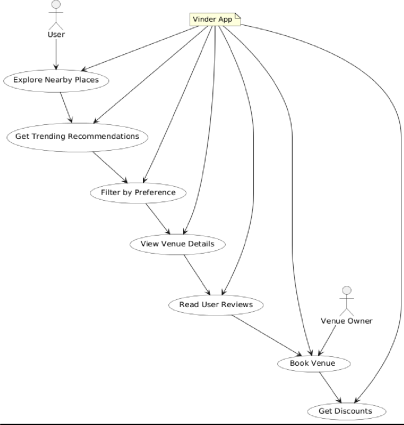 Vinder App
User
Explore Nearby Places
Get Trending Recommendations
Filter by Preference
View Venue Details
Read User Reviews
Venue Owner
Book Venue
Get Discounts